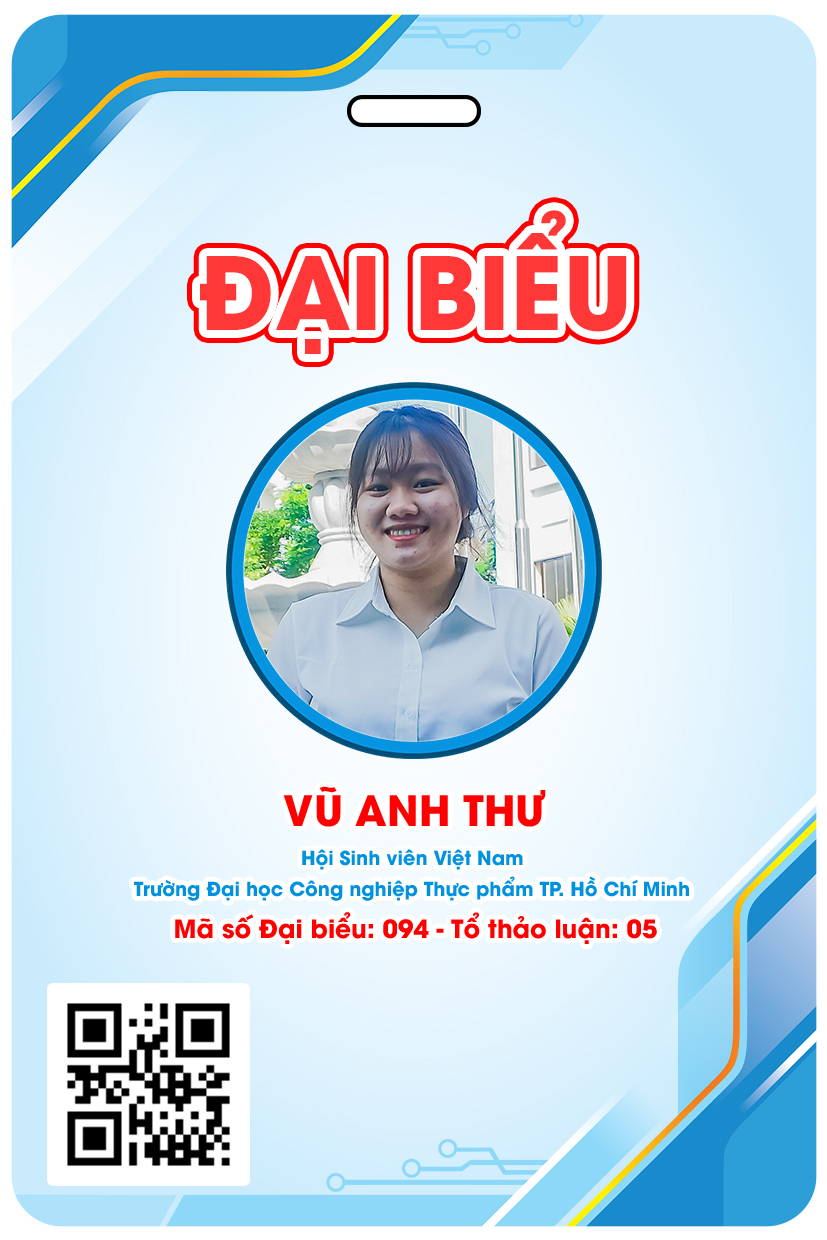 ĐẠI BIỂU
VŨ ANH THƯ
Hội Sinh viên Việt Nam
Trường Đại học Công nghiệp Thực phẩm TP. Hồ Chí Minh
Mã số Đại biểu: 094 - Tổ thảo luận: 05